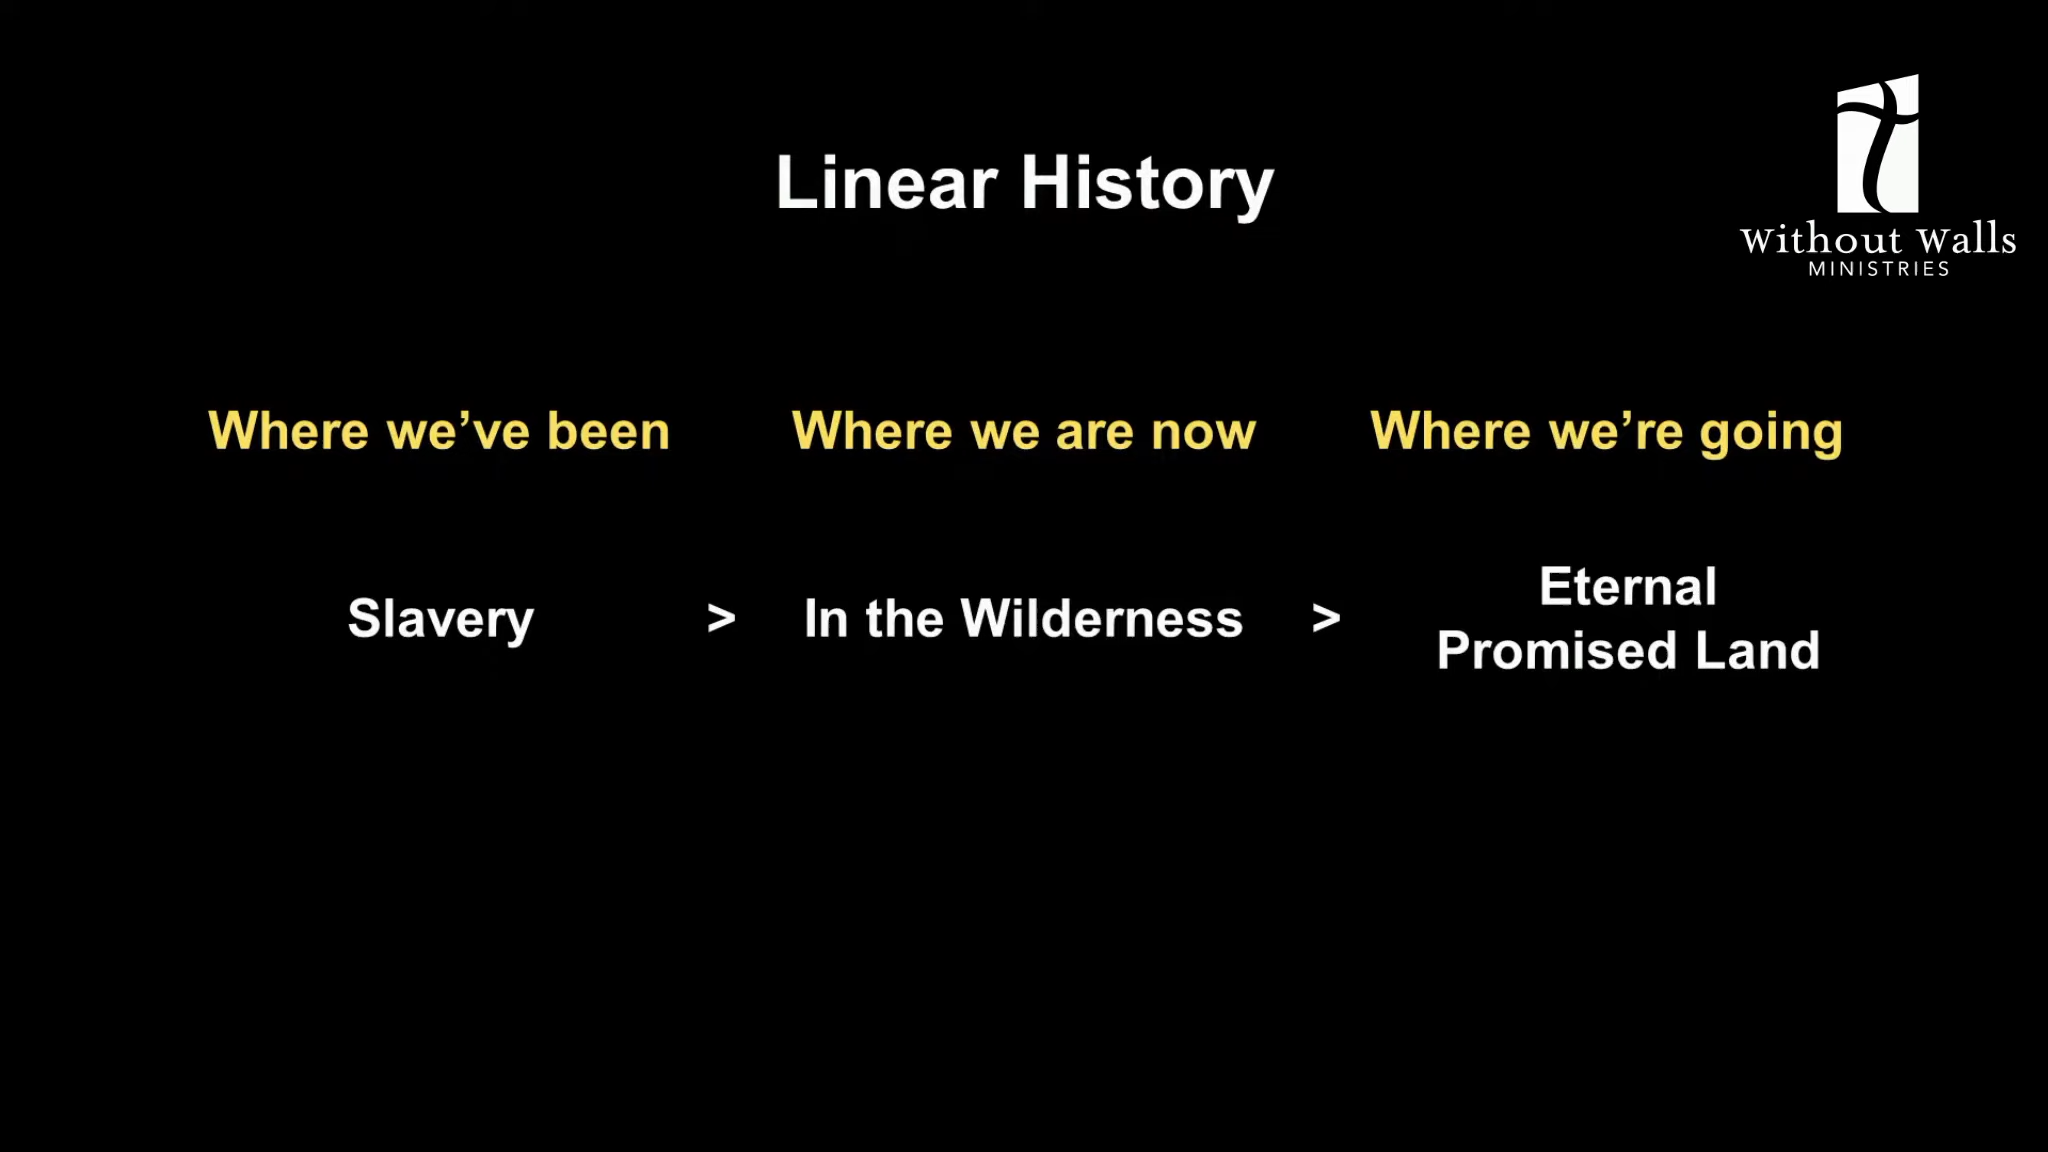 Linear History
without walls
MINISTRIES
Where we’ve been Where we are now Where we’re going
Slavery > In the Wilderness > Eternal
Promised Land